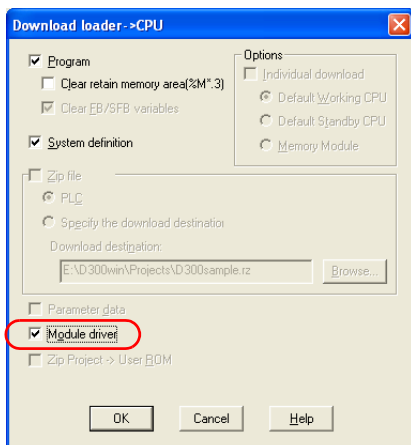 Download loader->CPU
Program
Clear retain memory area(%M*.3)
Clear FB/SFB variables
System definition
Options
Individual download
Default Working CPU
Default Standby CPU
Memory Module
Zip file
PLC
Specify the download destination
Download destination:
E:\D300win\Projects\D300sample.rz
Browse...
Parameter data
Module driver
Zip Project -> User ROM
OK
Cancel
Help